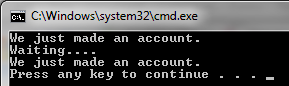 C:\Windows\system32\cmd.exe
We just made an account.
Waiting....
We just made an account.
Press any key to continue . . . _